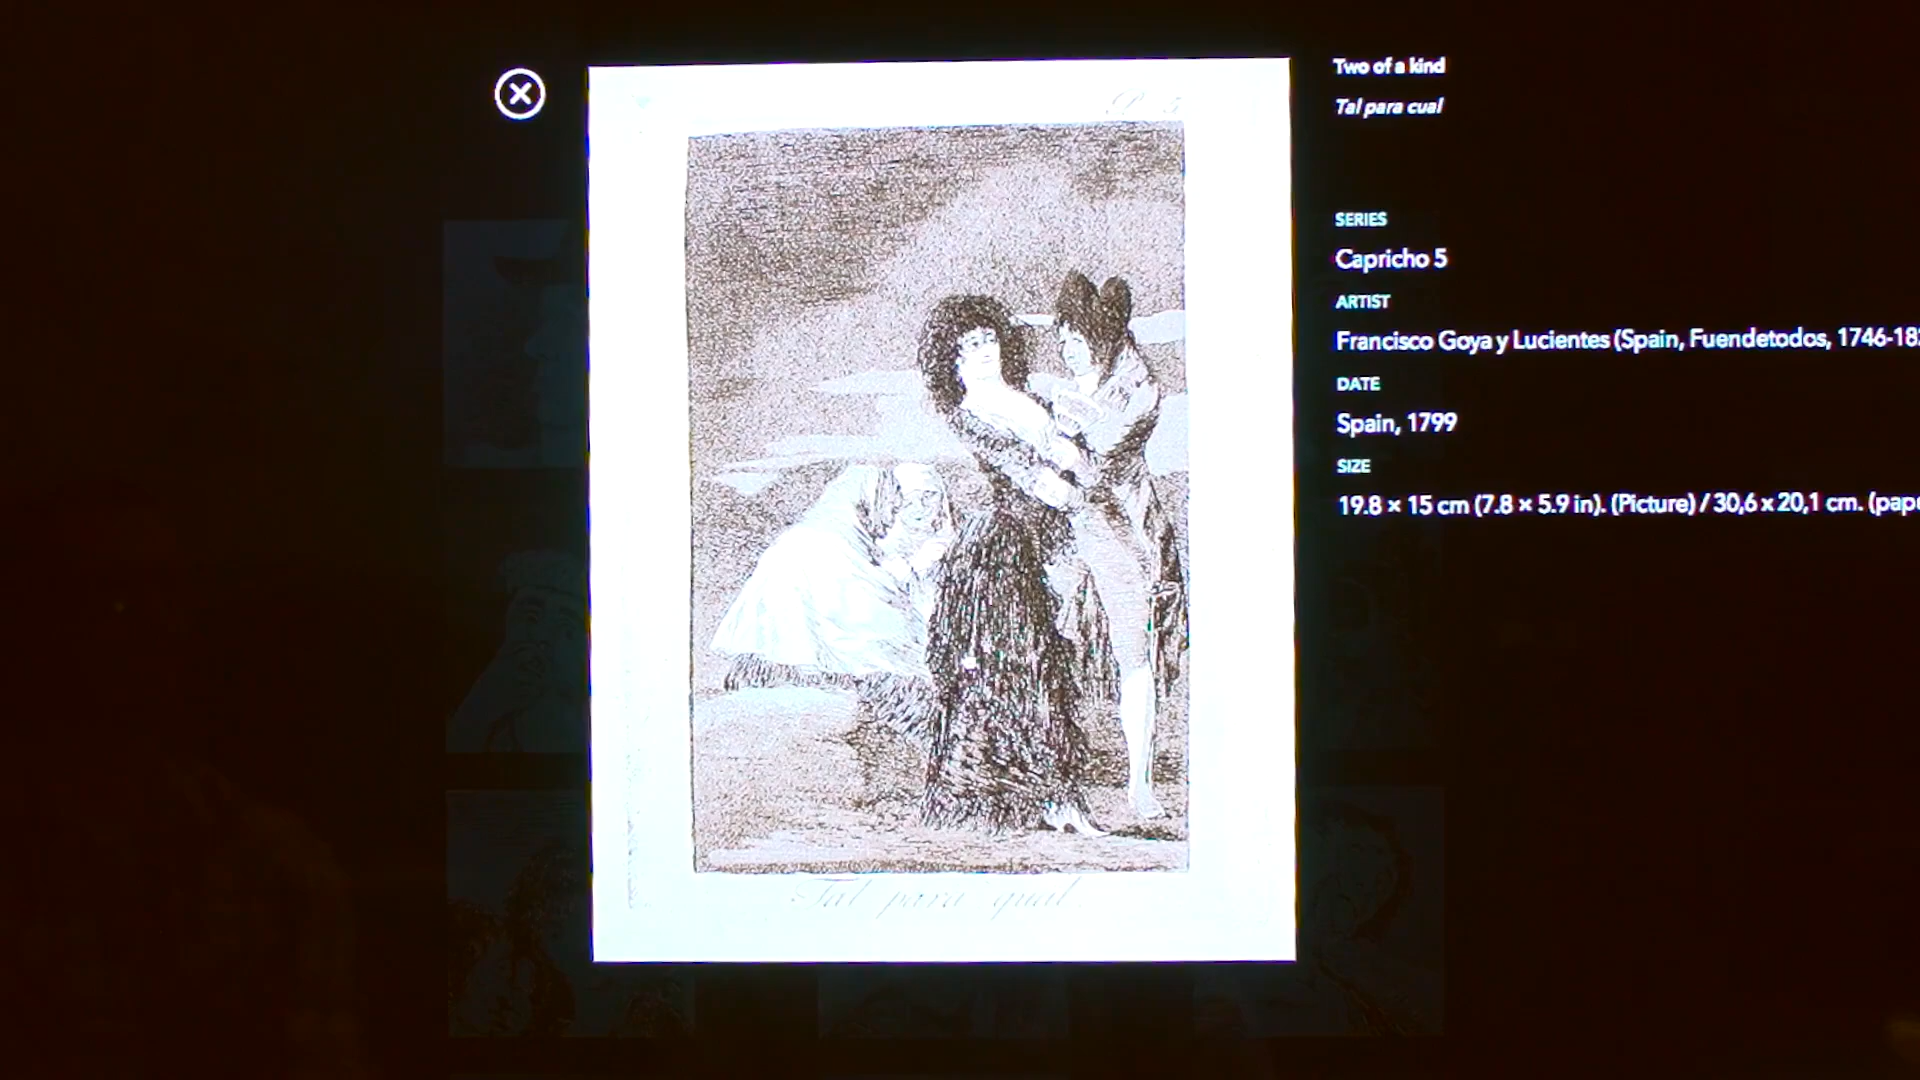 Two of a kind
Tal para cual
SERIES
Capricho 5
ARTIST
Francisco Goya y Lucientes (Spain, Fuendetodos, 1746-18
DATE
Spain, 1799
SIZE
19.8 × 15 cm (7.8 × 5.9 in). (Picture) / 30,6 x 20,1 cm. (pap
P. 5
Tal para qual.